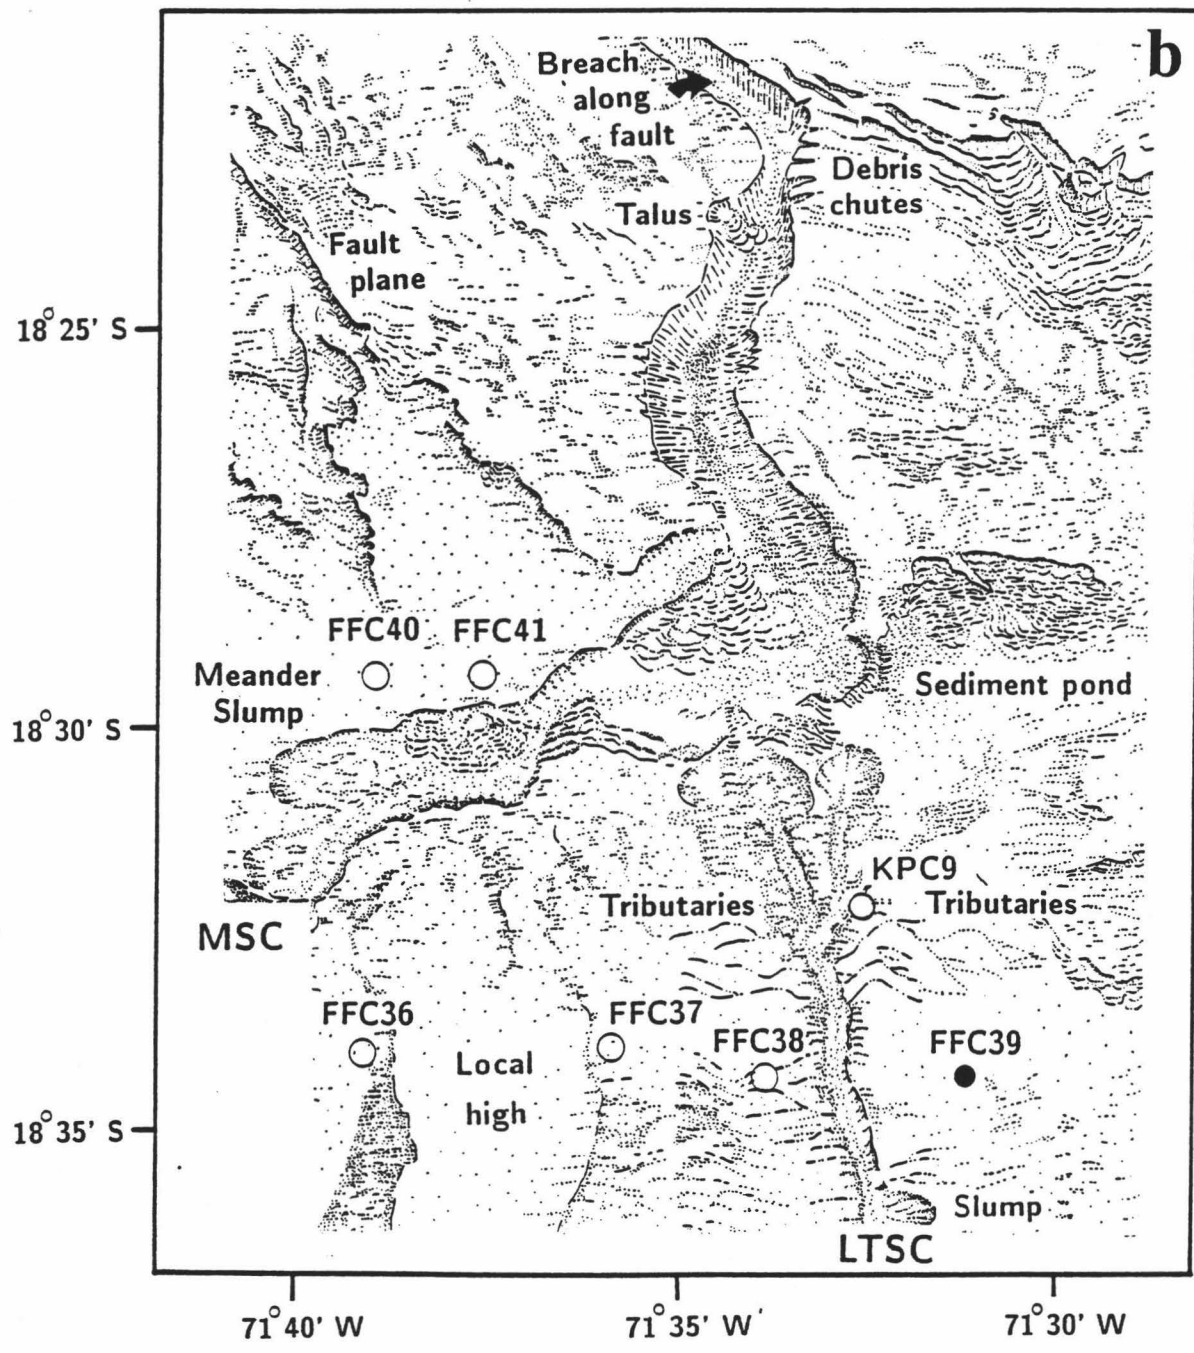 b
Breach
along
fault
Debris
chutes
Talus
Fault
plane
18° 25' S
FFC40 FFC41
Meander
Slump
Sediment pond
18° 30' S
KPC9
Tributaries
Tributaries
MSC
FFC36
FFC37
FFC38
FFC39
Local
high
18° 35' S
Slump
LTSC
71° 40' W
71° 35' W
71° 30' W